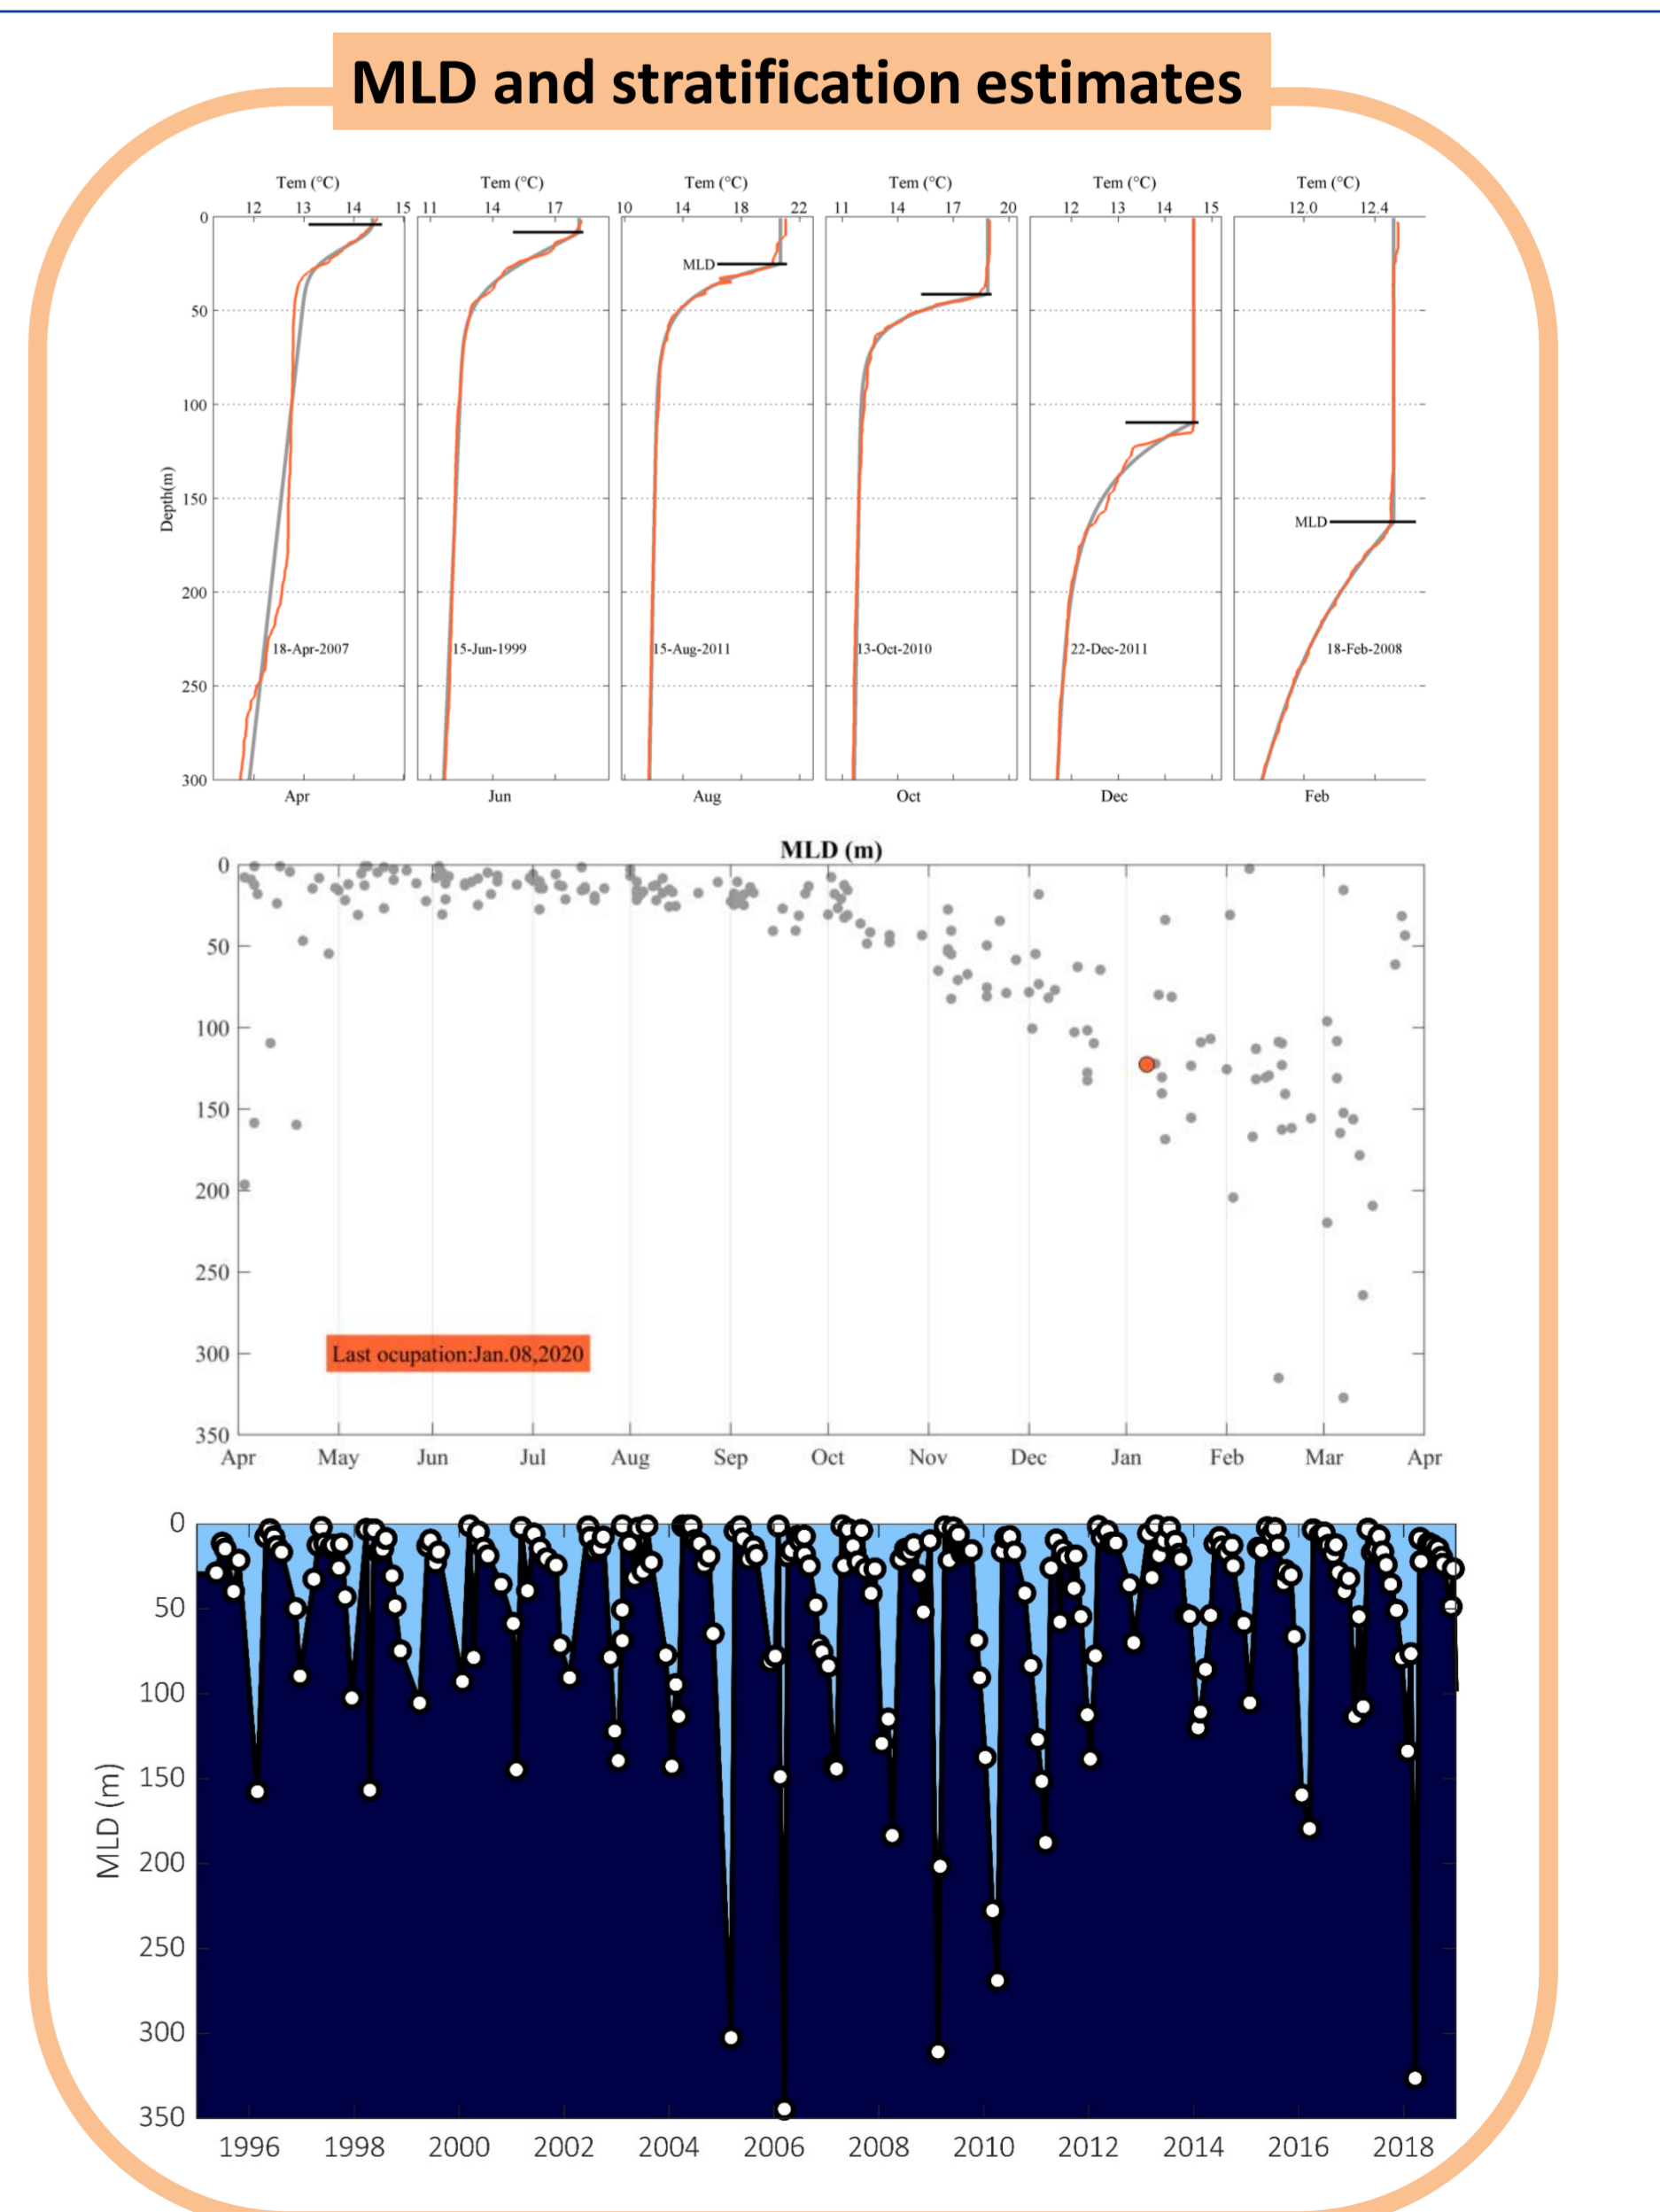 MLD and stratification estimates
Tem (°C) Tem (°C) Tem (°C) Tem (°C) Tem (°C) Tem (°C)
12 13 14 15 11 14 17 10 14 18 22 11 14 17 20 12 13 14 15 12.0 12.4
0
MLD
50
100
Depth(m)
150
MLD
200
18-Apr-2007 15-Jun-1999 15-Aug-2011 13-Oct-2010 22-Dec-2011 18-Feb-2008
250
300
Apr Jun Aug Oct Dec Feb
MLD (m)
0
50
100
150
200
250
300
Last ocupation:Jan.08,2020
350
Apr May Jun Jul Aug Sep Oct Nov Dec Jan Feb Mar Apr
MLD (m)
0
50
100
150
200
250
300
350
1996 1998 2000 2002 2004 2006 2008 2010 2012 2014 2016 2018